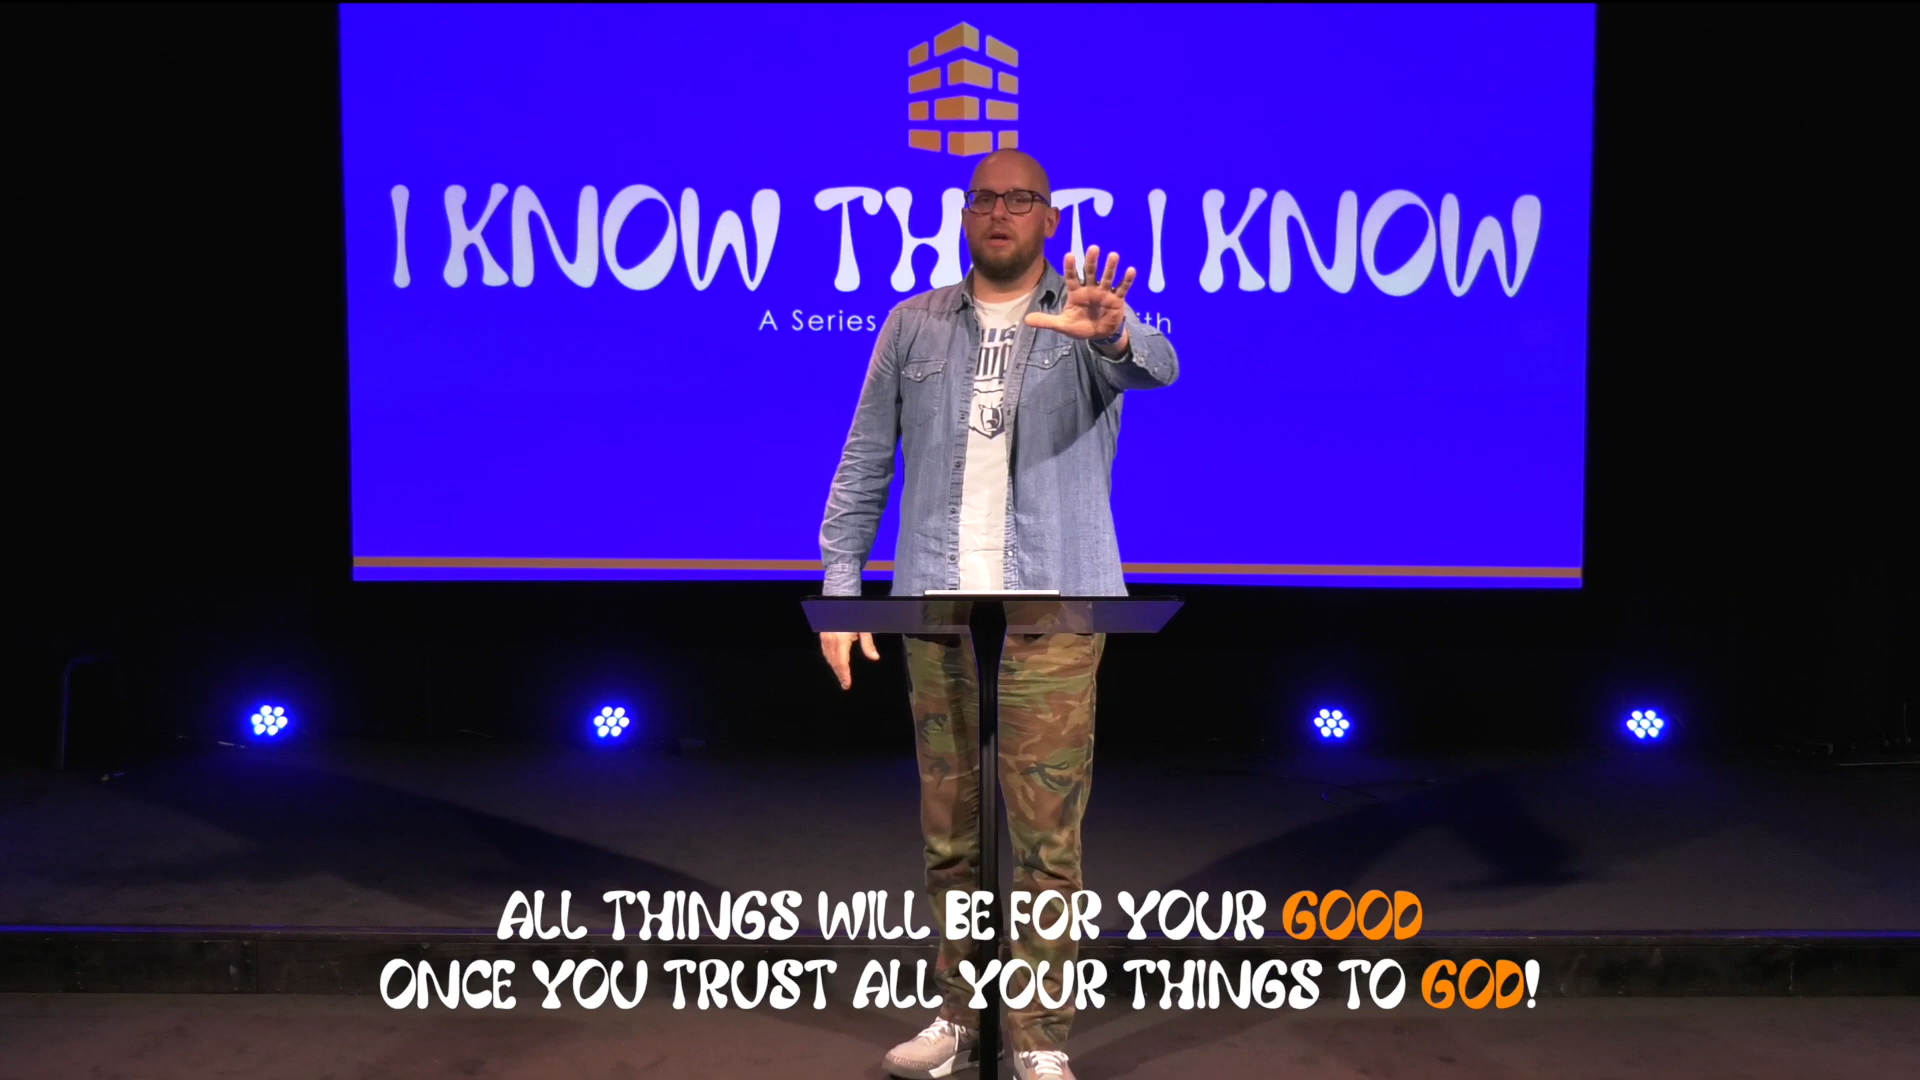 I KNOW THAT I KNOW
A Series ith
ALL THINGS WILL BE FOR YOUR GOOD
ONCE YOU TRUST ALL YOUR THINGS TO GOD!